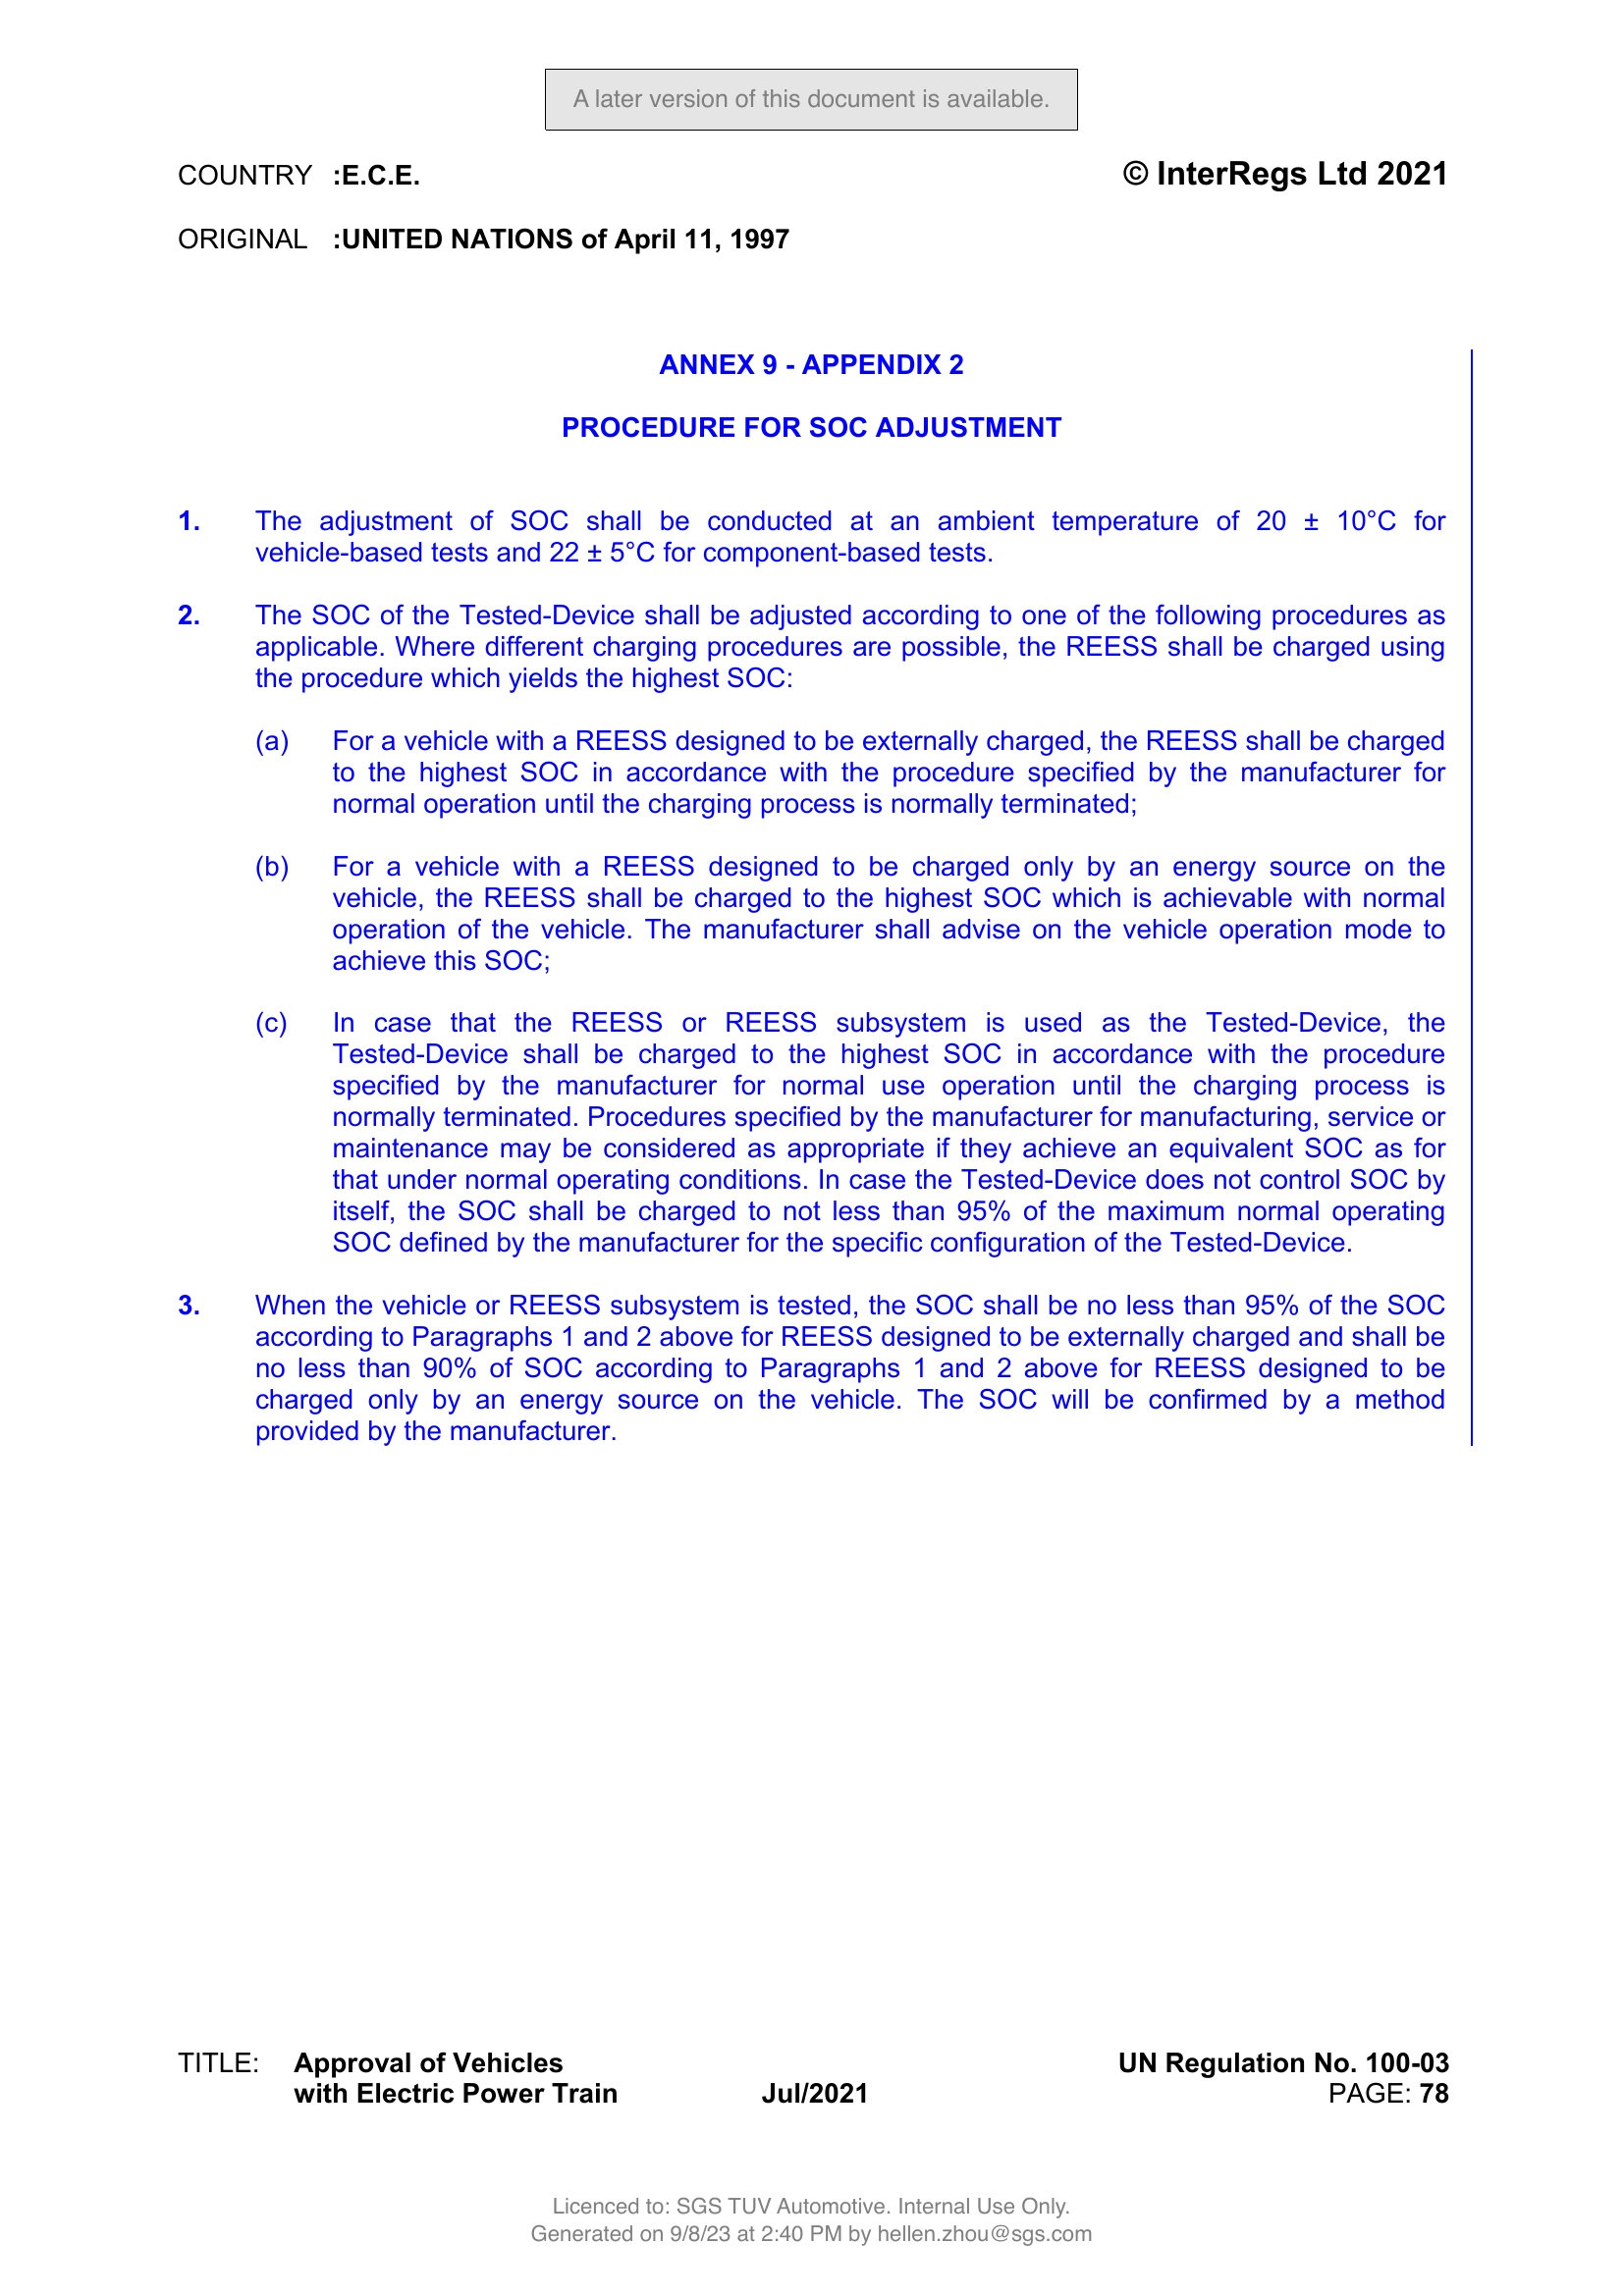 A later version of this document is available.
COUNTRY :E.C.E. © InterRegs Ltd 2021
ORIGINAL :UNITED NATIONS of April 11, 1997
ANNEX 9 - APPENDIX 2
PROCEDURE FOR SOC ADJUSTMENT
1. The adjustment of SOC shall be conducted at an ambient temperature of 20 ± 10°C for
vehicle-based tests and 22 ± 5°C for component-based tests.
2. The SOC of the Tested-Device shall be adjusted according to one of the following procedures as
applicable. Where different charging procedures are possible, the REESS shall be charged using
the procedure which yields the highest SOC:
(a) For a vehicle with a REESS designed to be externally charged, the REESS shall be charged
to the highest SOC in accordance with the procedure specified by the manufacturer for
normal operation until the charging process is normally terminated;
(b) For a vehicle with a REESS designed to be charged only by an energy source on the
vehicle, the REESS shall be charged to the highest SOC which is achievable with normal
operation of the vehicle. The manufacturer shall advise on the vehicle operation mode to
achieve this SOC;
(c) In case that the REESS or REESS subsystem is used as the Tested-Device, the
Tested-Device shall be charged to the highest SOC in accordance with the procedure
specified by the manufacturer for normal use operation until the charging process is
normally terminated. Procedures specified by the manufacturer for manufacturing, service or
maintenance may be considered as appropriate if they achieve an equivalent SOC as for
that under normal operating conditions. In case the Tested-Device does not control SOC by
itself, the SOC shall be charged to not less than 95% of the maximum normal operating
SOC defined by the manufacturer for the specific configuration of the Tested-Device.
3. When the vehicle or REESS subsystem is tested, the SOC shall be no less than 95% of the SOC
according to Paragraphs 1 and 2 above for REESS designed to be externally charged and shall be
no less than 90% of SOC according to Paragraphs 1 and 2 above for REESS designed to be
charged only by an energy source on the vehicle. The SOC will be confirmed by a method
provided by the manufacturer.
TITLE: Approval of Vehicles UN Regulation No. 100-03
with Electric Power Train Jul/2021 PAGE: 78
Licenced to: SGS TUV Automotive. Internal Use Only.
Generated on 9/8/23 at 2:40 PM by hellen.zhou@sgs.com